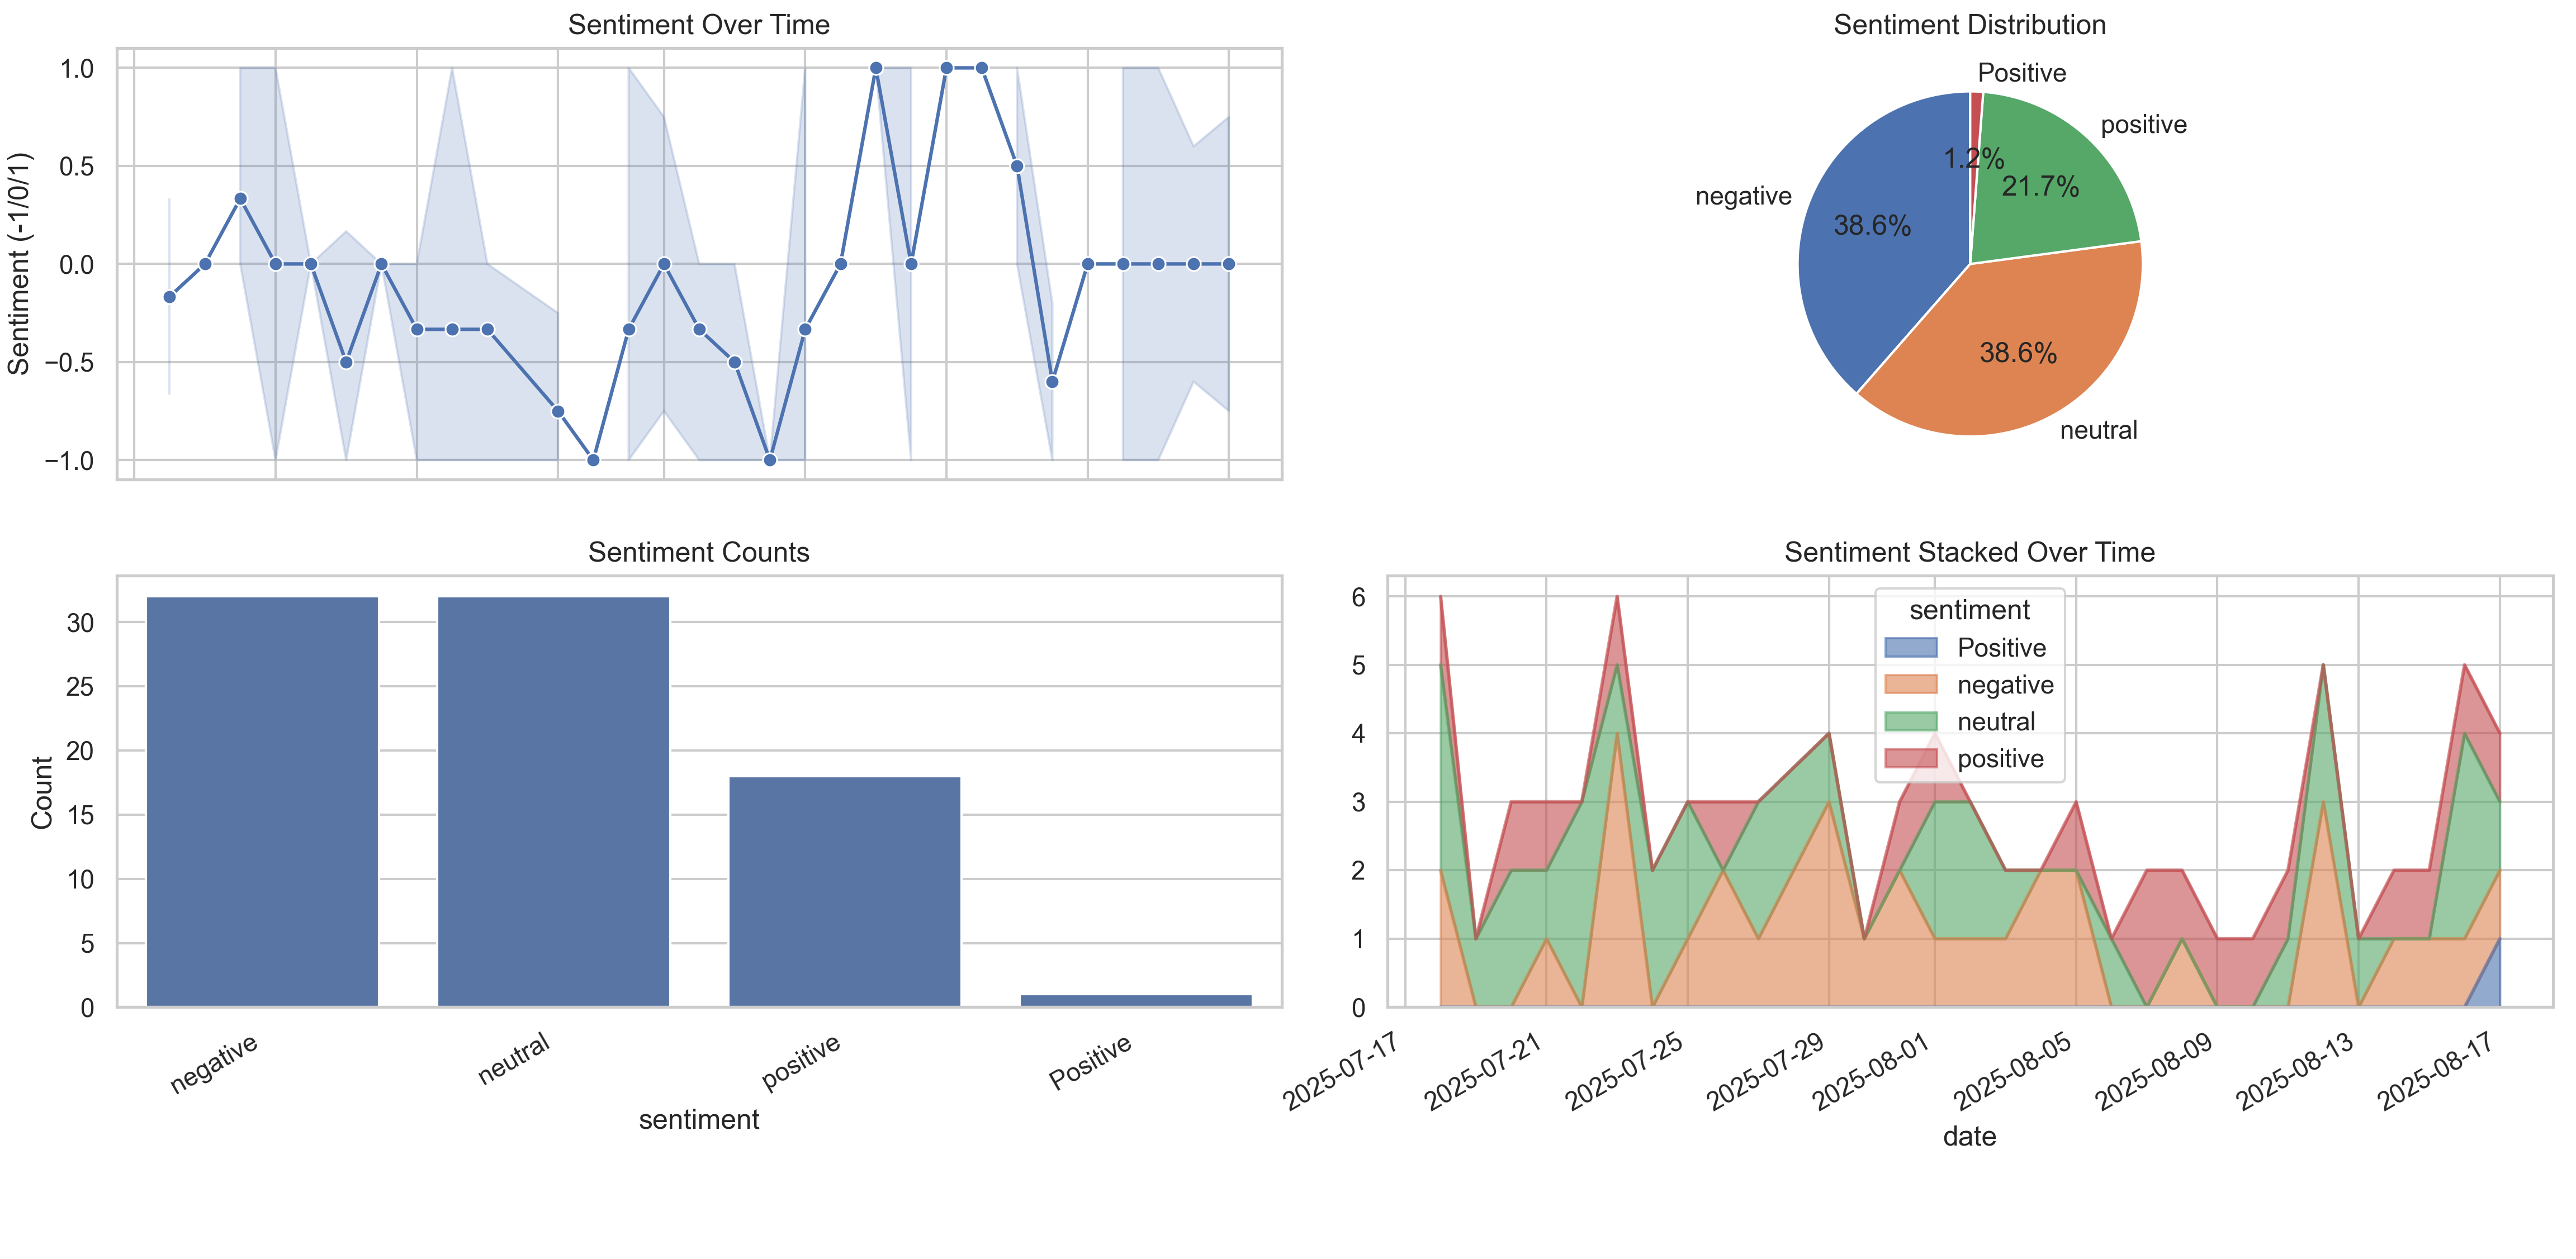 Sentiment Over Time
Sentiment (-1/0/1)
1.0
0.5
0.0
−0.5
−1.0
Sentiment Distribution
Positive
positive
negative
neutral
1.2%
21.7%
38.6%
38.6%
Sentiment Counts
Count
30
25
20
15
10
5
0
negative
neutral
positive
Positive
sentiment
Sentiment Stacked Over Time
6
5
4
3
2
1
0
sentiment
Positive
negative
neutral
positive
2025-07-17
2025-07-21
2025-07-25
2025-07-29
2025-08-01
2025-08-05
2025-08-09
2025-08-13
2025-08-17
date